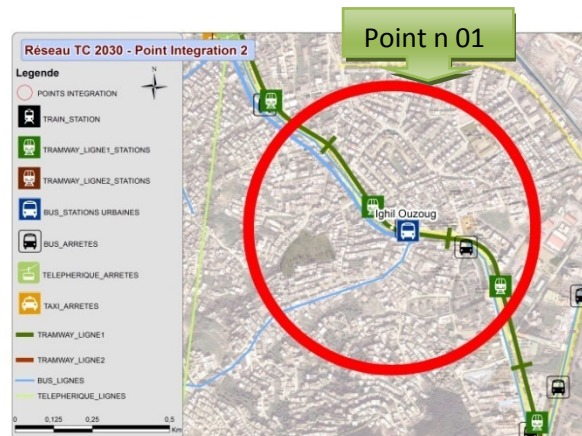 Point n 01
Réseau TC 2030 - Point Integration 2
Legende
N
POINTS INTEGRATION
TRAIN_STATION
TRAMWAY_LIGNE1_STATIONS
TRAMWAY_LIGNE2_STATIONS
BUS_STATIONS URBAINES
BUS_ARRETES
TELEPHERIQUE_ARRETES
TAXI_ARRETES
TRAMWAY_LIGNE1
TRAMWAY_LIGNE2
BUS_LIGNES
TELEPHERIQUE_LIGNES
0 0,125 0,25 0,5
Km
Ighil Ouzoug